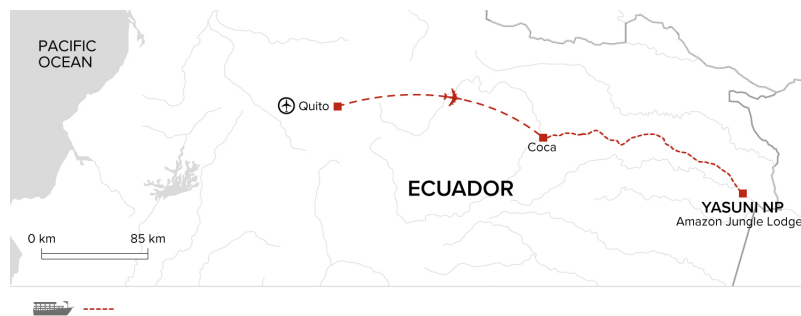 PACIFIC
OCEAN
Quito
Coca
ECUADOR
YASUNI NP
Amazon Jungle Lodge
0 km
85 km